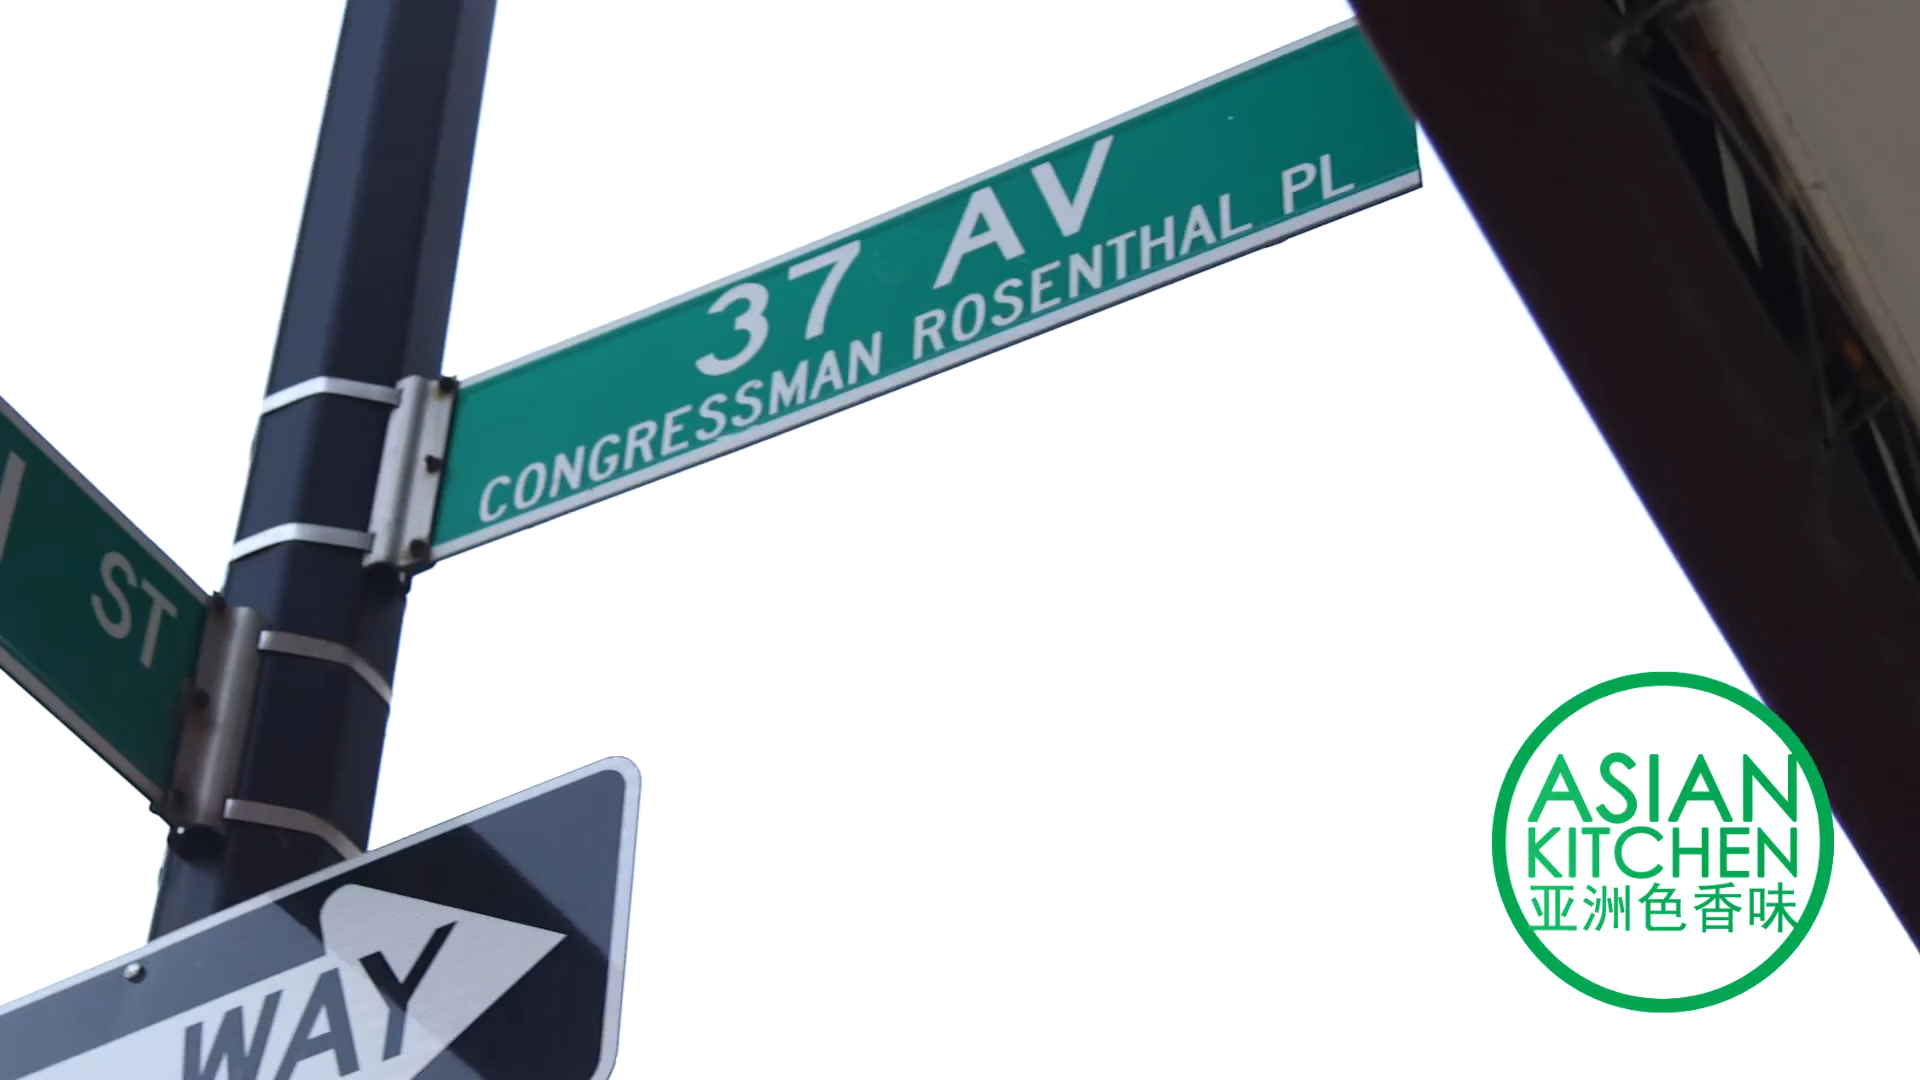 37 AV
CONGRESSMAN ROSENTHAL PL
ST
WAY
ASIAN
KITCHEN
亚洲色香味